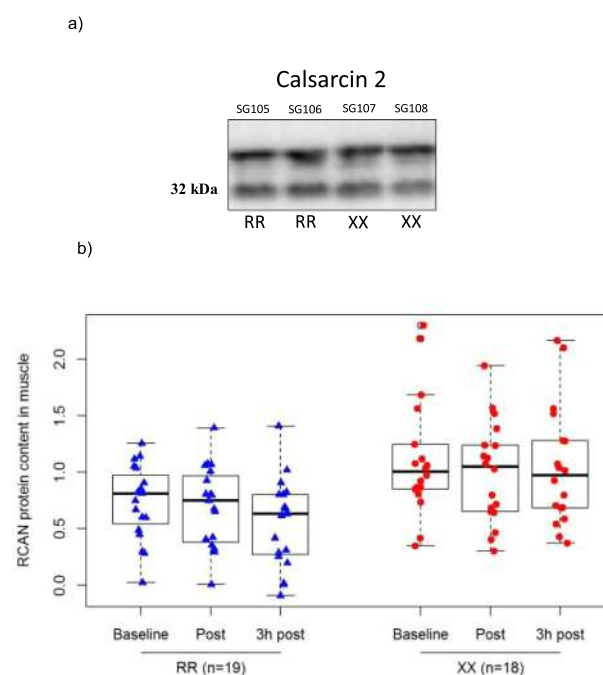 a)
Calsarcin 2
SG105 SG106 SG107 SG108
32 kDa
RR RR XX XX
b)
RCAN protein content in muscle
2.0
1.5
1.0
0.5
0.0
Baseline Post 3h post Baseline Post 3h post
RR (n=19) XX (n=18)